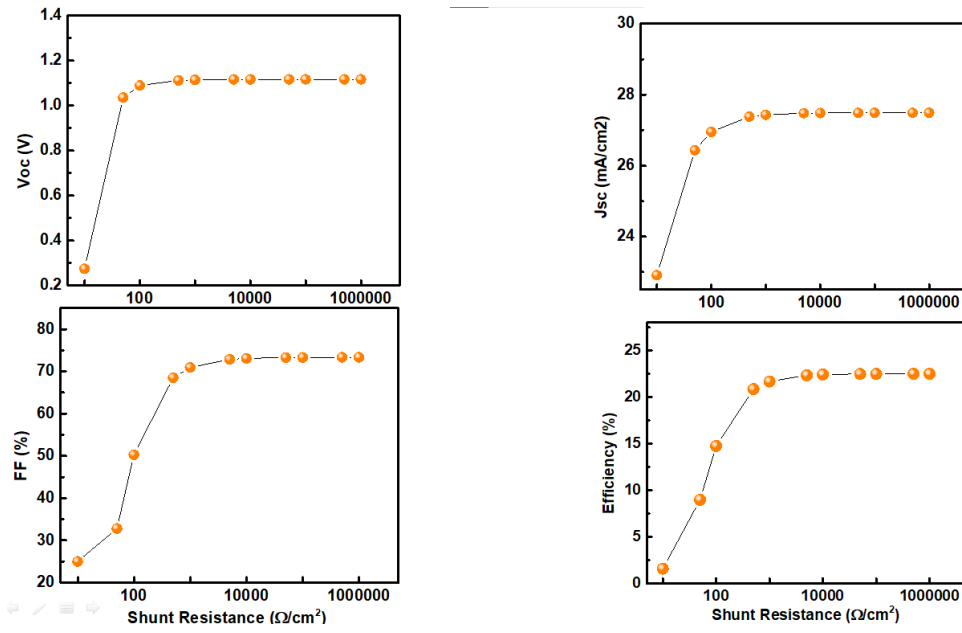 1.4
1.2
1.0
0.8
0.6
0.4
0.2
Voc (V)
100 10000 1000000
30
28
26
24
Jsc (mA/cm2)
100 10000 1000000
80
70
60
50
40
30
20
FF (%)
100 10000 1000000
Shunt Resistance (Ω/cm²)
25
20
15
10
5
0
Efficiency (%)
100 10000 1000000
Shunt Resistance (Ω/cm²)